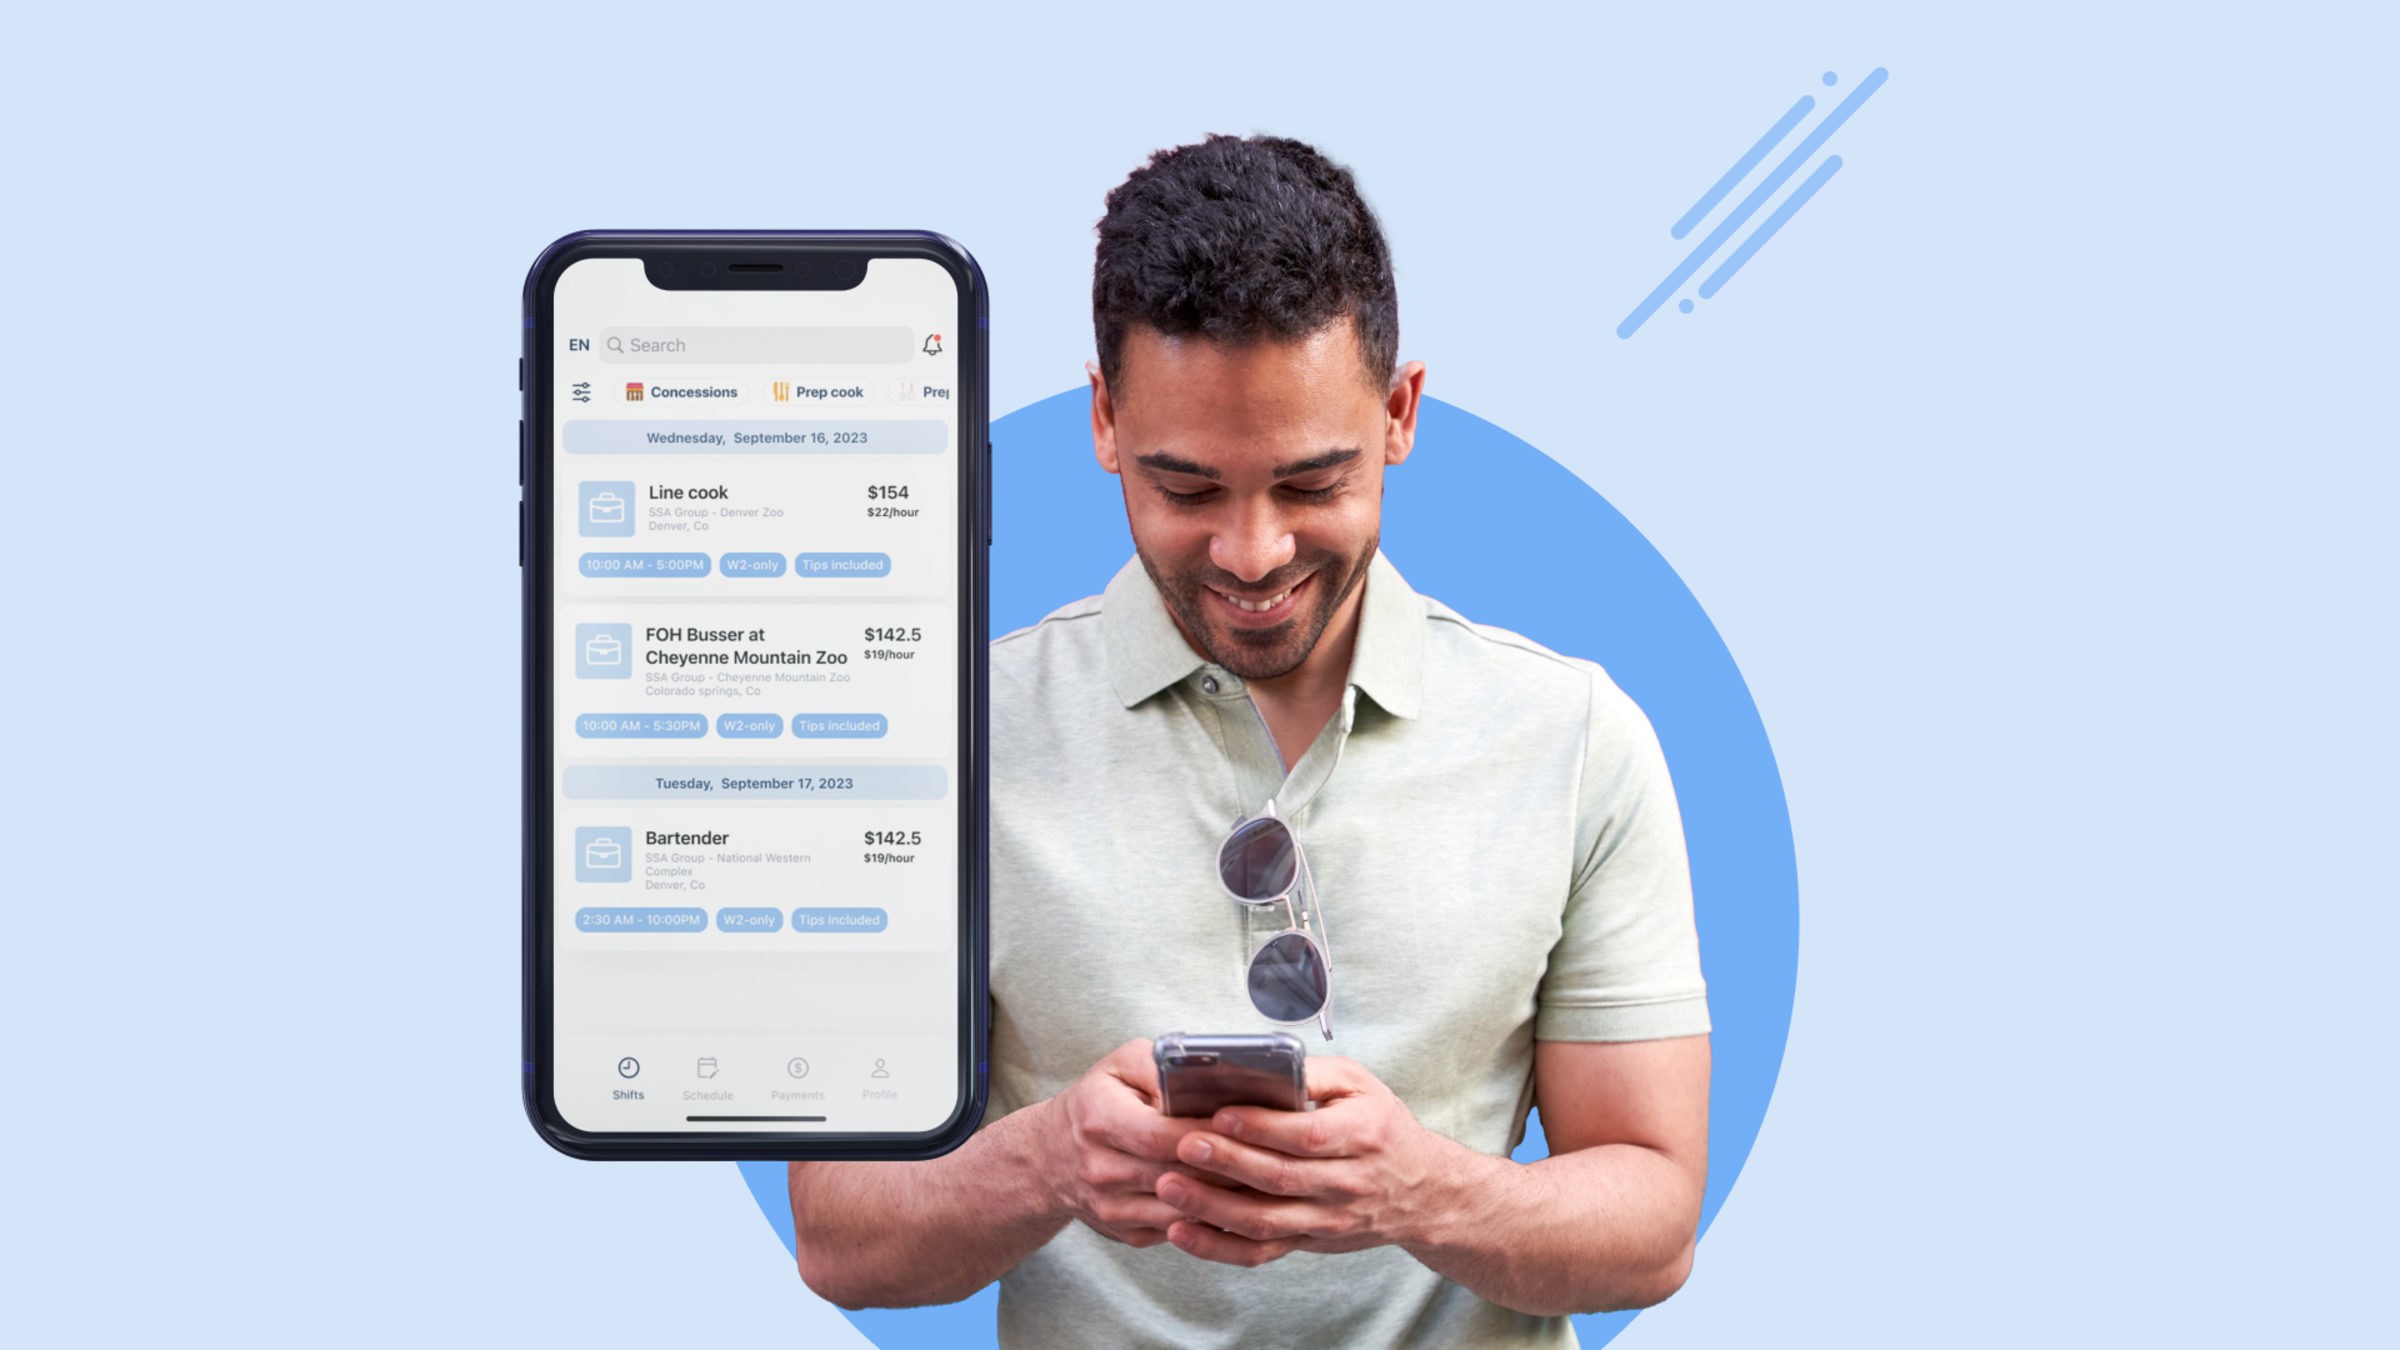 EN Search
Concessions Prep cook Prep
Wednesday, September 16, 2023
Line cook $154
SSA Group - Denver Zoo $22/hour
Denver, Co
10:00 AM - 5:00PM W2-only Tips included
FOH Busser at $142.5
Cheyenne Mountain Zoo $19/hour
SSA Group - Cheyenne Mountain Zoo
Colorado springs, Co
10:00 AM - 5:30PM W2-only Tips included
Tuesday, September 17, 2023
Bartender $142.5
SSA Group - National Western $19/hour
Complex
Denver, Co
2:30 AM - 10:00PM W2-only Tips included
Shifts Schedule Payments Profile